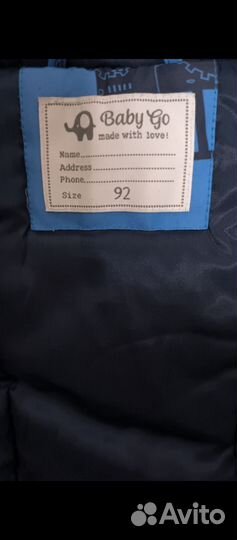 Baby Go
made with love!
Name
Address
Phone
Size 92
Avito